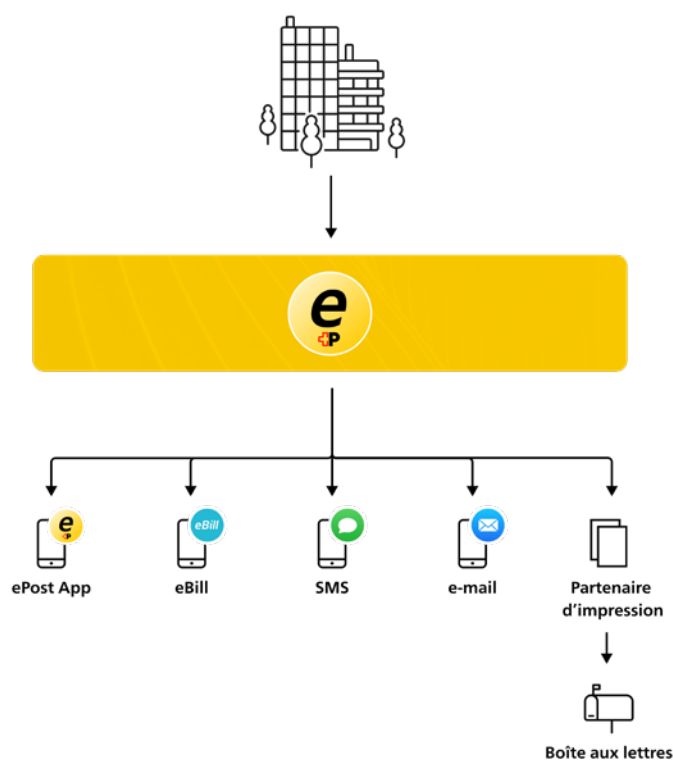 e
P
e
P
eBill
ePost App
eBill
SMS
e-mail
Partenaire
d'impression
Boîte aux lettres